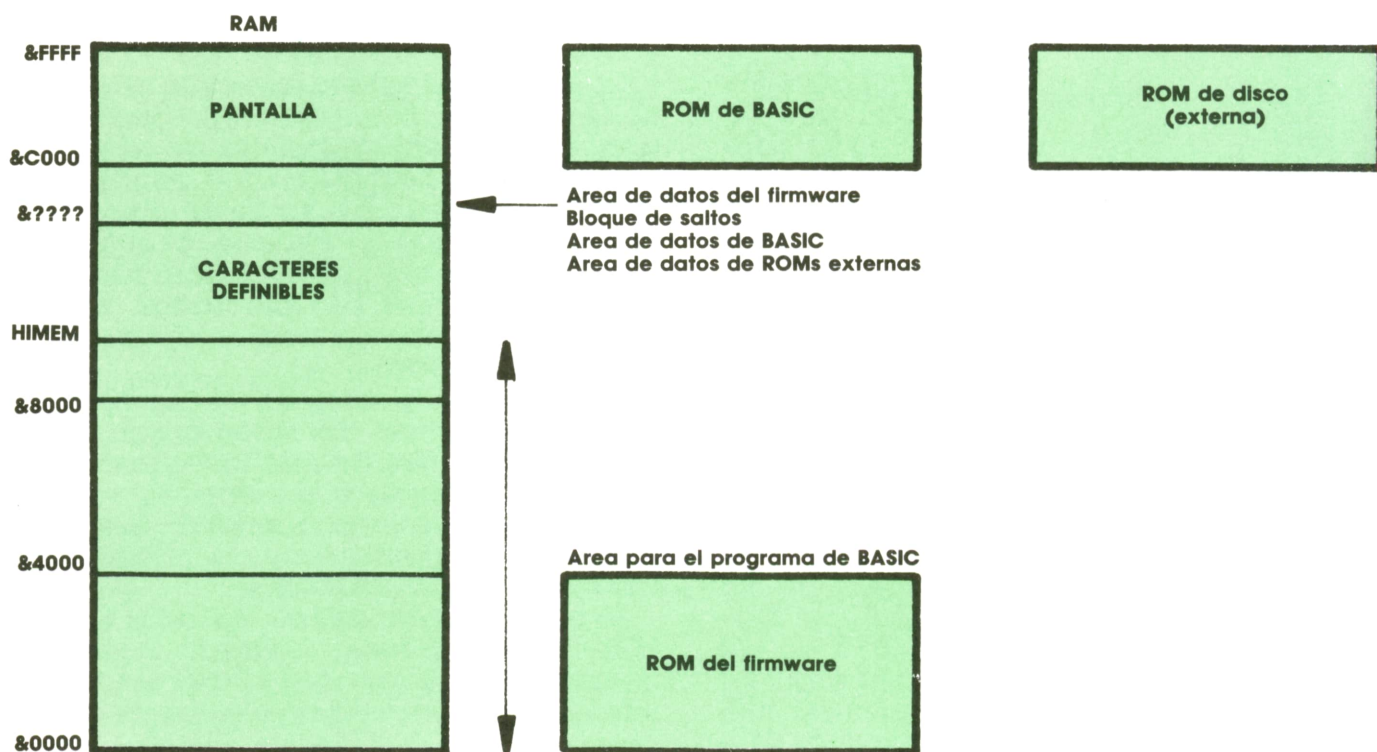 RAM
&FFFF
PANTALLA
ROM de BASIC
ROM de disco
(externa)
&C000
&????
Area de datos del firmware
Bloque de saltos
Area de datos de BASIC
Area de datos de ROMs externas
CARACTERES
DEFINIBLES
HIMEM
&8000
&4000
Area para el programa de BASIC
ROM del firmware
&0000